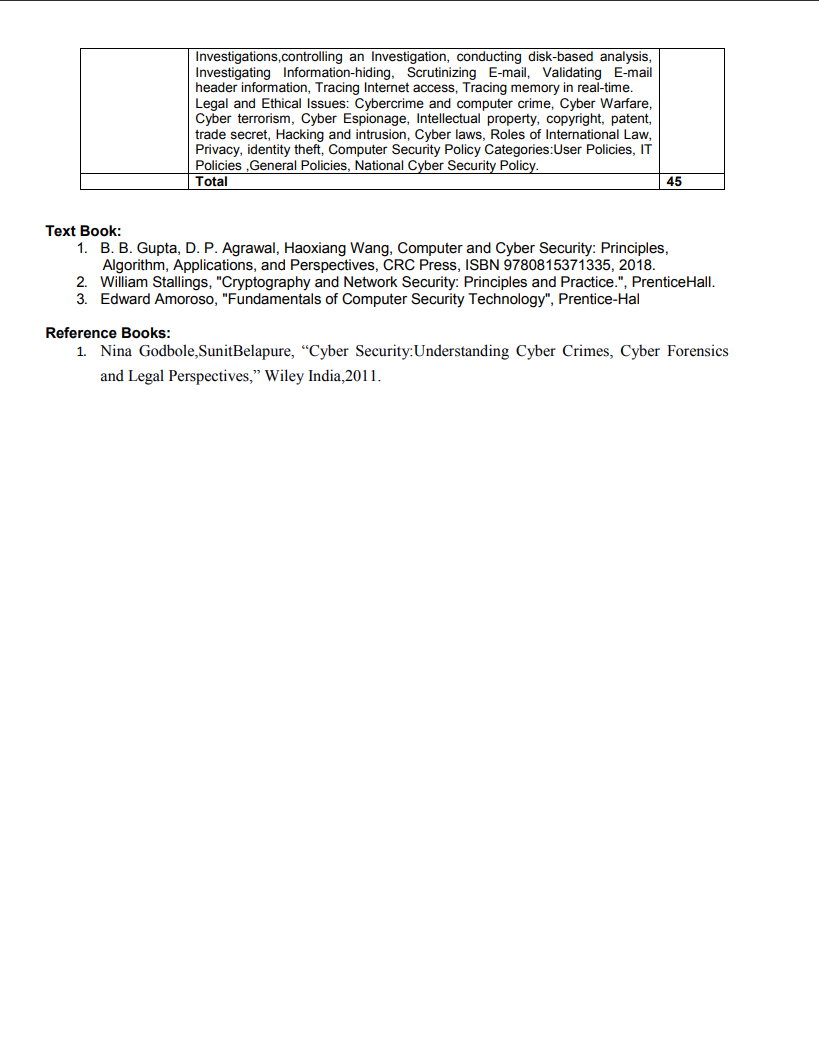 Investigations,controlling an Investigation, conducting disk-based analysis,
Investigating Information-hiding, Scrutinizing E-mail, Validating E-mail
header information, Tracing Internet access, Tracing memory in real-time.
Legal and Ethical Issues: Cybercrime and computer crime, Cyber Warfare,
Cyber terrorism, Cyber Espionage, Intellectual property, copyright, patent,
trade secret, Hacking and intrusion, Cyber laws, Roles of International Law,
Privacy, identity theft, Computer Security Policy Categories:User Policies, IT
Policies ,General Policies, National Cyber Security Policy.
Total 45
Text Book:
1. B. B. Gupta, D. P. Agrawal, Haoxiang Wang, Computer and Cyber Security: Principles,
Algorithm, Applications, and Perspectives, CRC Press, ISBN 9780815371335, 2018.
2. William Stallings, "Cryptography and Network Security: Principles and Practice.", PrenticeHall.
3. Edward Amoroso, "Fundamentals of Computer Security Technology", Prentice-Hal
Reference Books:
1. Nina Godbole,SunitBelapure, “Cyber Security:Understanding Cyber Crimes, Cyber Forensics
and Legal Perspectives,” Wiley India,2011.